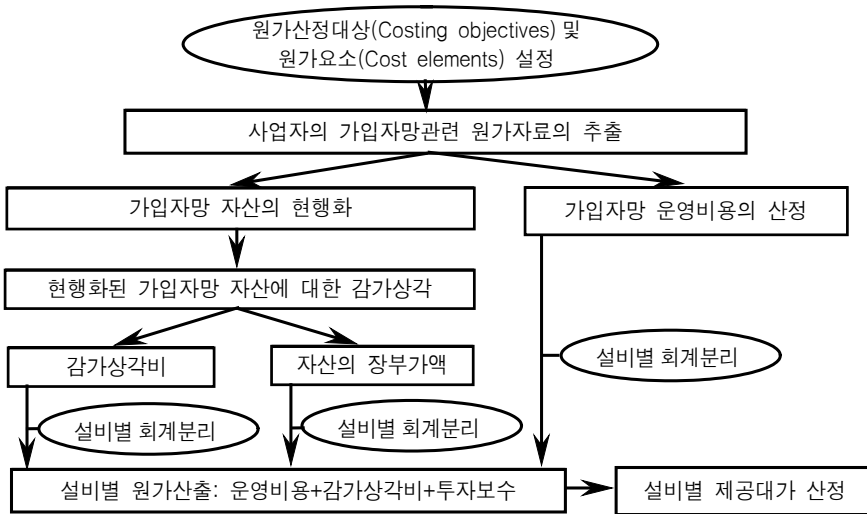 원가산정대상(Costing objectives) 및
원가요소(Cost elements) 설정
사업자의 가입자망관련 원가자료의 추출
가입자망 자산의 현행화
가입자망 운영비용의 산정
현행화된 가입자망 자산에 대한 감가상각
감가상각비
자산의 장부가액
설비별 회계분리
설비별 회계분리
설비별 회계분리
설비별 원가산출: 운영비용+감가상각비+투자보수
설비별 제공대가 산정